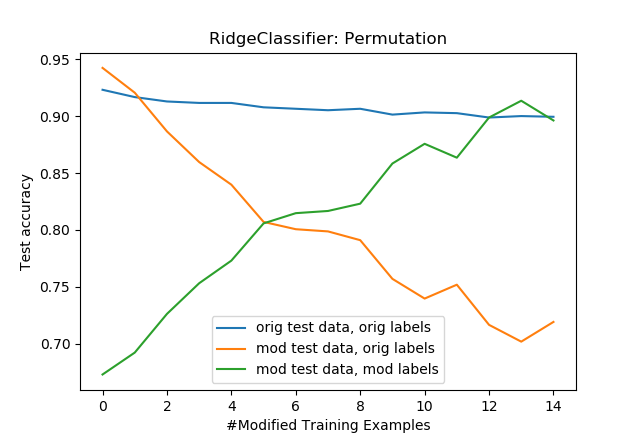 RidgeClassifier: Permutation
0.95
0.90
0.85
0.80
0.75
0.70
Test accuracy
orig test data, orig labels
mod test data, orig labels
mod test data, mod labels
0 2 4 6 8 10 12 14
#Modified Training Examples